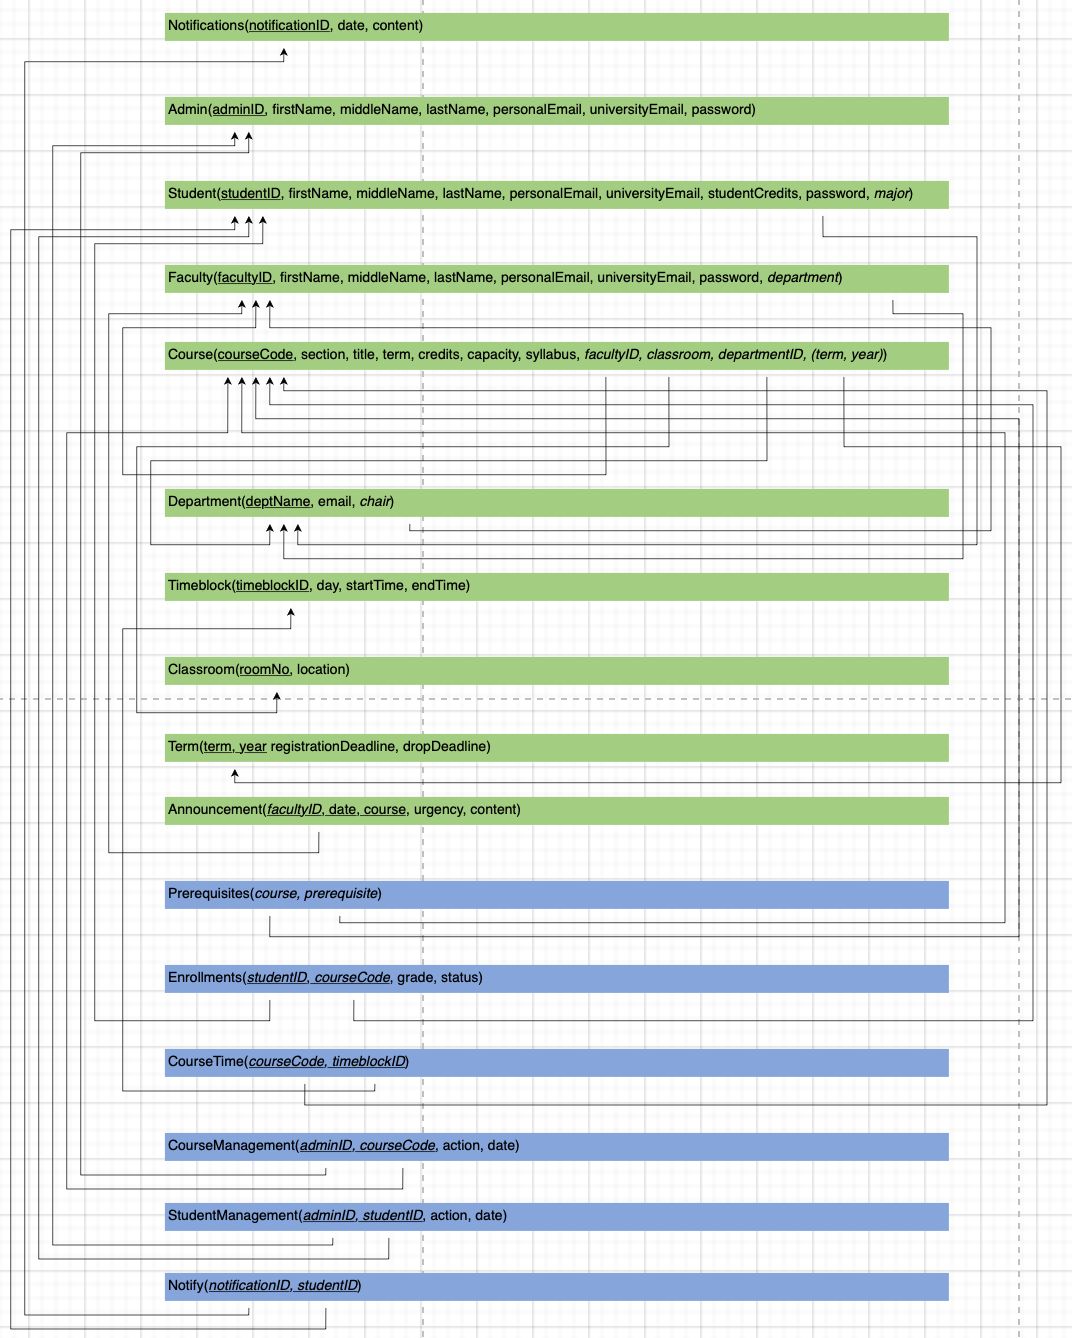 Notifications(notificationID, date, content)
Admin(adminID, firstName, middleName, lastName, personalEmail, universityEmail, password)
Student(studentID, firstName, middleName, lastName, personalEmail, universityEmail, studentCredits, password, major)
Faculty(facultyID, firstName, middleName, lastName, personalEmail, universityEmail, password, department)
Course(courseCode, section, title, term, credits, capacity, syllabus, facultyID, classroom, departmentID, (term, year))
Department(deptName, email, chair)
Timeblock(timeblockID, day, startTime, endTime)
Classroom(roomNo, location)
Term(term, year registrationDeadline, dropDeadline)
Announcement(facultyID, date, course, urgency, content)
Prerequisites(course, prerequisite)
Enrollments(studentID, courseCode, grade, status)
CourseTime(courseCode, timeblockID)
CourseManagement(adminID, courseCode, action, date)
StudentManagement(adminID, studentID, action, date)
Notify(notificationID, studentID)